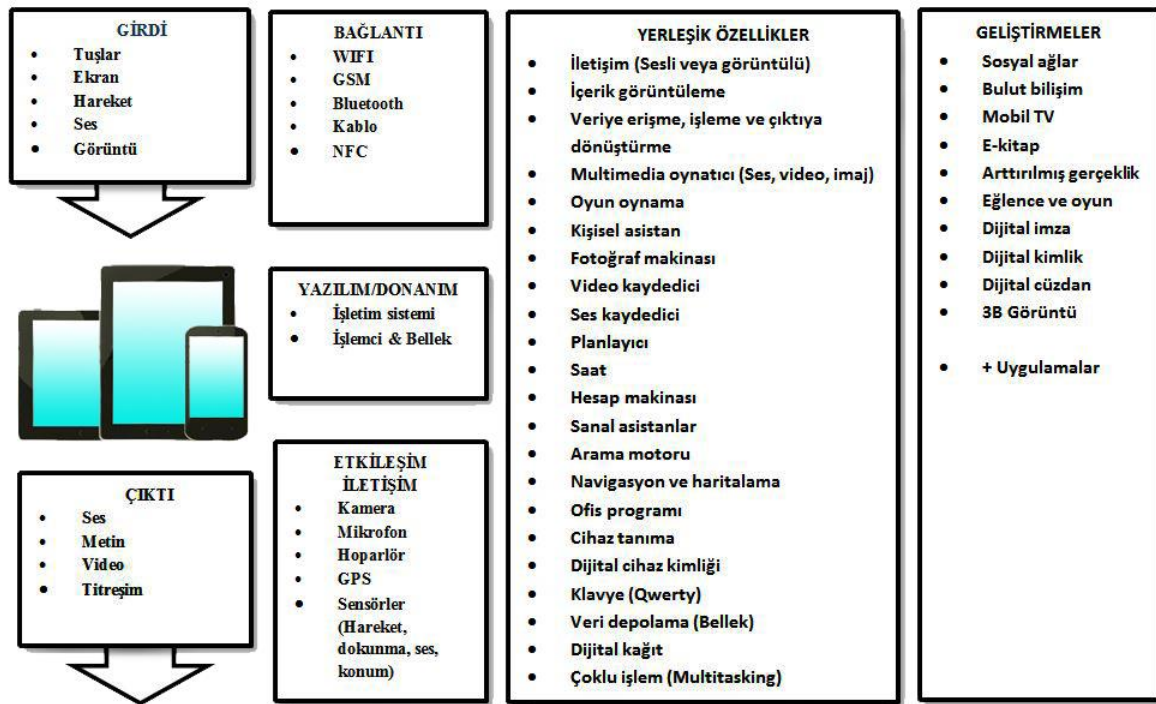 GİRDİ
• Tuşlar
• Ekran
• Hareket
• Ses
• Görüntü
BAĞLANTI
• WIFI
• GSM
• Bluetooth
• Kablo
• NFC
YAZILIM/DONANIM
• İşletim sistemi
• İşlemci & Bellek
ÇIKTI
• Ses
• Metin
• Video
• Titreşim
ETKİLEŞİM
İLETİŞİM
• Kamera
• Mikrofon
• Hoparlör
• GPS
• Sensörler
(Hareket,
dokunma, ses,
konum)
YERLEŞİK ÖZELLİKLER
• İletişim (Sesli veya görüntülü)
• İçerik görüntüleme
• Veriye erişme, işleme ve çıktıya
dönüştürme
• Multimedia oynatıcı (Ses, video, imaj)
• Oyun oynama
• Kişisel asistan
• Fotoğraf makinası
• Video kaydedici
• Ses kaydedici
• Planlayıcı
• Saat
• Hesap makinası
• Sanal asistanlar
• Arama motoru
• Navigasyon ve haritalama
• Ofis programı
• Cihaz tanıma
• Dijital cihaz kimliği
• Klavye (Qwerty)
• Veri depolama (Bellek)
• Dijital kağıt
• Çoklu işlem (Multitasking)
GELİŞTİRMELER
• Sosyal ağlar
• Bulut bilişim
• Mobil TV
• E-kitap
• Arttırılmış gerçeklik
• Eğlence ve oyun
• Dijital imza
• Dijital kimlik
• Dijital cüzdan
• 3B Görüntü
• + Uygulamalar